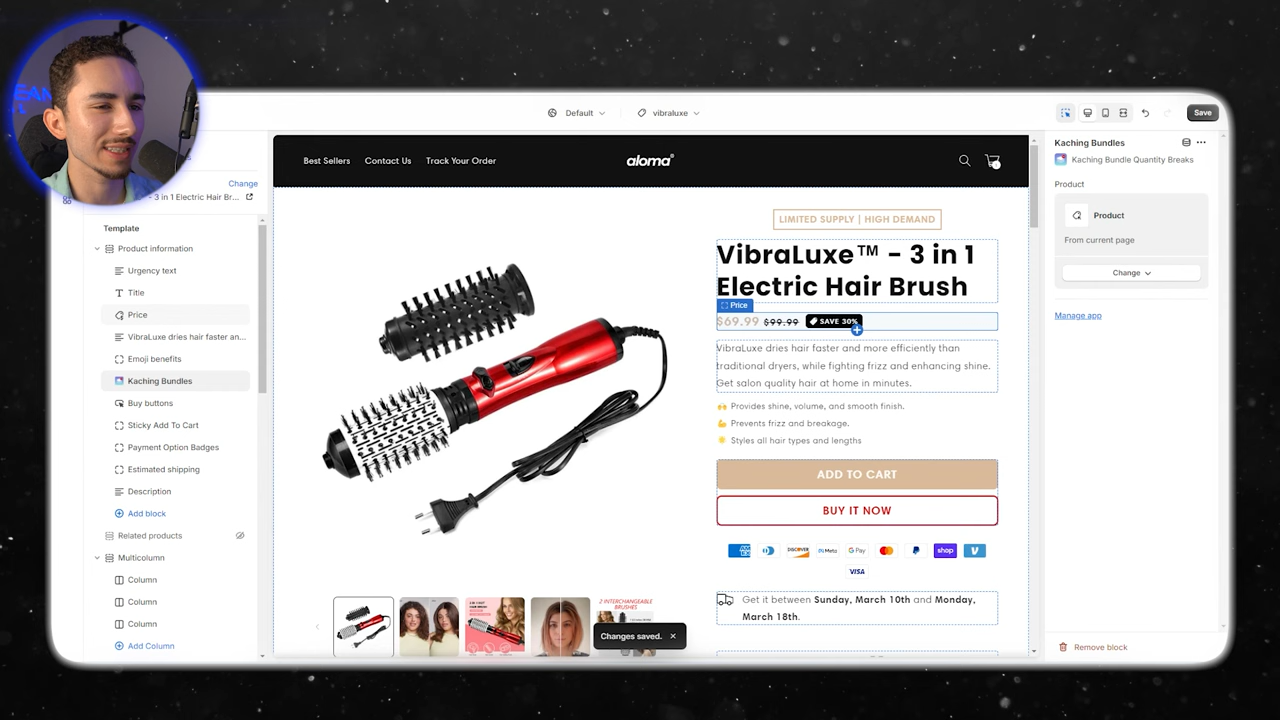 Default
vibraluxe
Save
Change
- 3 in 1 Electric Hair Br...
Template
Product information
Urgency text
Title
Price
VibraLuxe dries hair faster an...
Emoji benefits
Kaching Bundles
Buy buttons
Sticky Add To Cart
Payment Option Badges
Estimated shipping
Description
Add block
Related products
Multicolumn
Column
Column
Column
Add Column
Best Sellers Contact Us Track Your Order
aloma®
LIMITED SUPPLY | HIGH DEMAND
VibraLuxe™ - 3 in 1
Electric Hair Brush
Price
$69.99 $99.99 SAVE 30%
VibraLuxe dries hair faster and more efficiently than
traditional dryers, while fighting frizz and enhancing shine.
Get salon quality hair at home in minutes.
Provides shine, volume, and smooth finish.
Prevents frizz and breakage.
Styles all hair types and lengths
ADD TO CART
BUY IT NOW
DISCOVER Meta G Pay shop
VISA
Get it between Sunday, March 10th and Monday,
March 18th.
2 INTERCHANGEABLE
BRUSHES
Changes saved.
Kaching Bundles
Kaching Bundle Quantity Breaks
Product
Product
From current page
Change
Manage app
Remove block